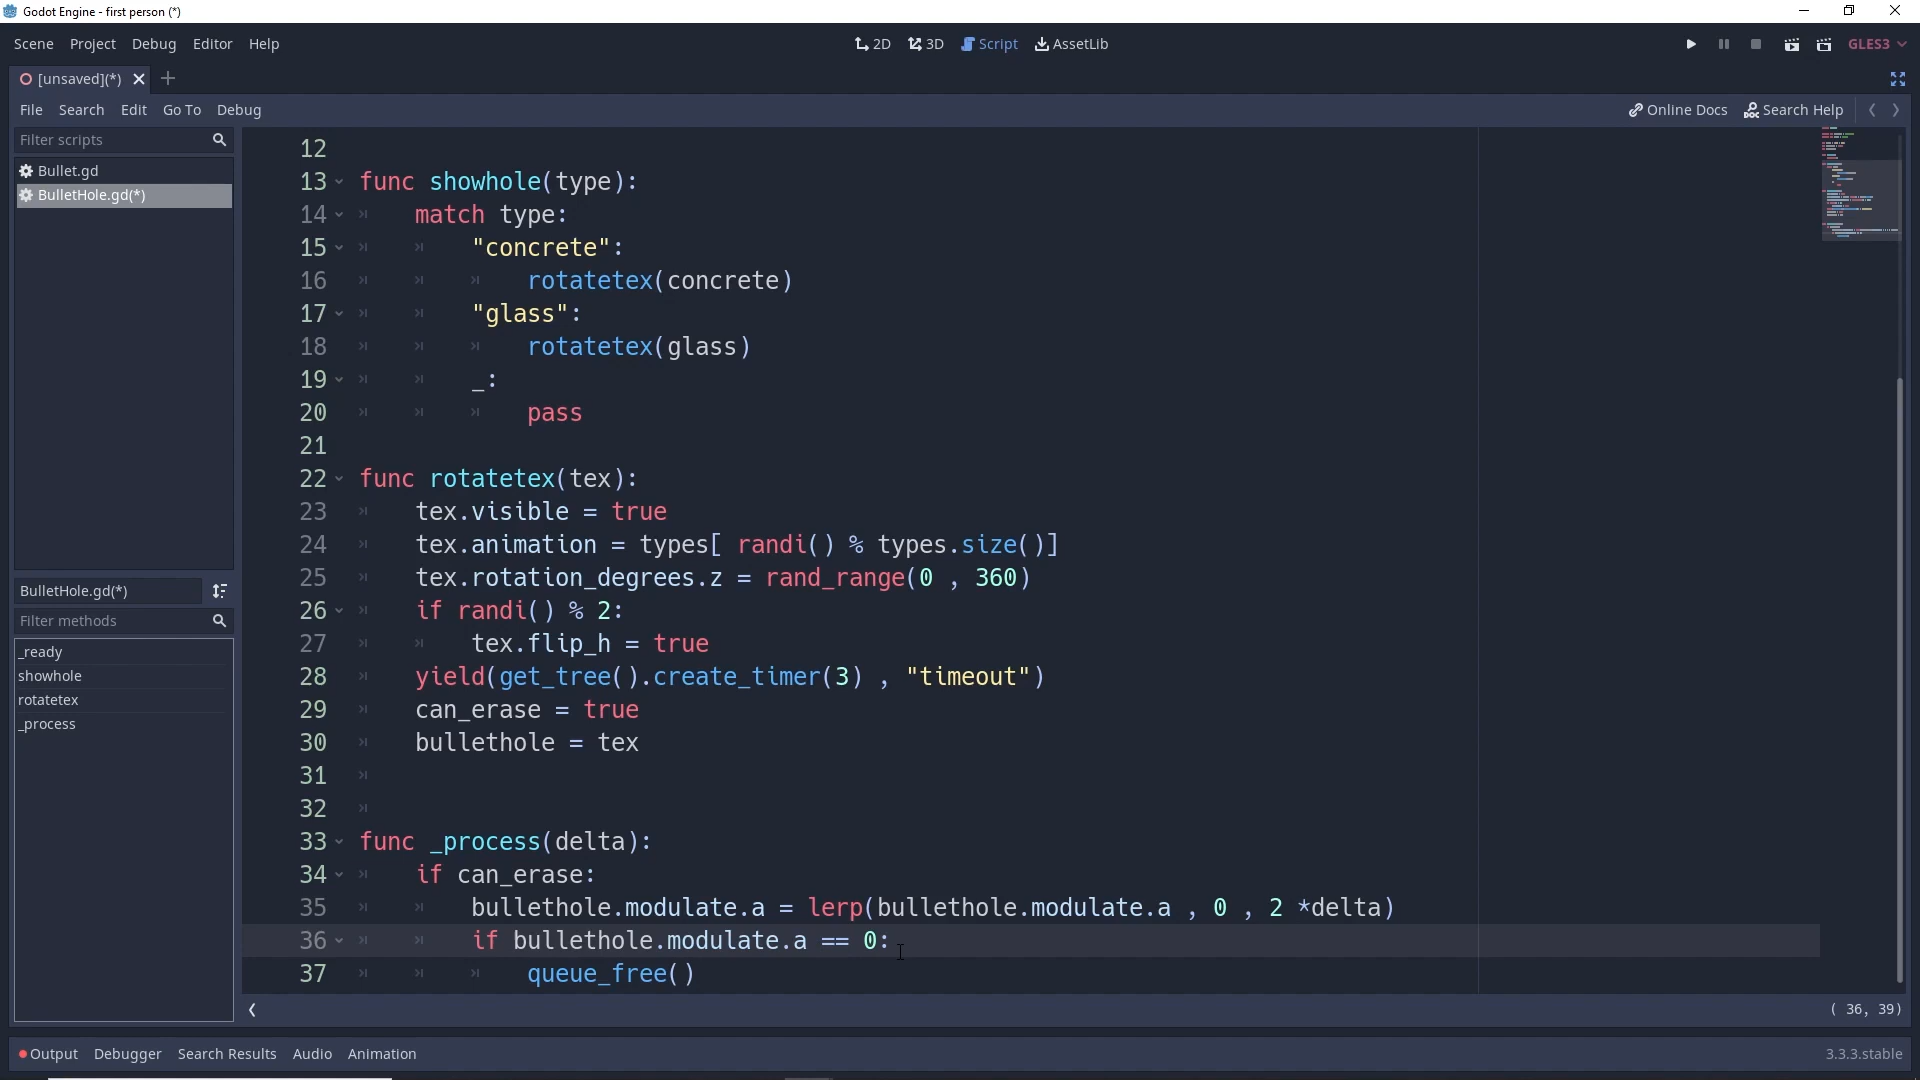 Godot Engine - first person (*)
Scene Project Debug Editor Help
2D 3D Script AssetLib
GLES3
[unsaved](*)
File Search Edit Go To Debug
Online Docs Search Help
Filter scripts
Bullet.gd
BulletHole.gd(*)
BulletHole.gd(*)
Filter methods
_ready
showhole
rotatetex
_process
12
13 func showhole(type):
14 match type:
15 "concrete":
16 rotatetex(concrete)
17 "glass":
18 rotatetex(glass)
19 _:
20 pass
21
22 func rotatetex(tex):
23 tex.visible = true
24 tex.animation = types[ randi() % types.size()]
25 tex.rotation_degrees.z = rand_range(0 , 360)
26 if randi() % 2:
27 tex.flip_h = true
28 yield(get_tree().create_timer(3) , "timeout")
29 can_erase = true
30 bullethole = tex
31
32
33 func _process(delta):
34 if can_erase:
35 bullethole.modulate.a = lerp(bullethole.modulate.a , 0 , 2 *delta)
36 if bullethole.modulate.a == 0:
37 queue_free()
( 36, 39)
Output Debugger Search Results Audio Animation
3.3.3.stable